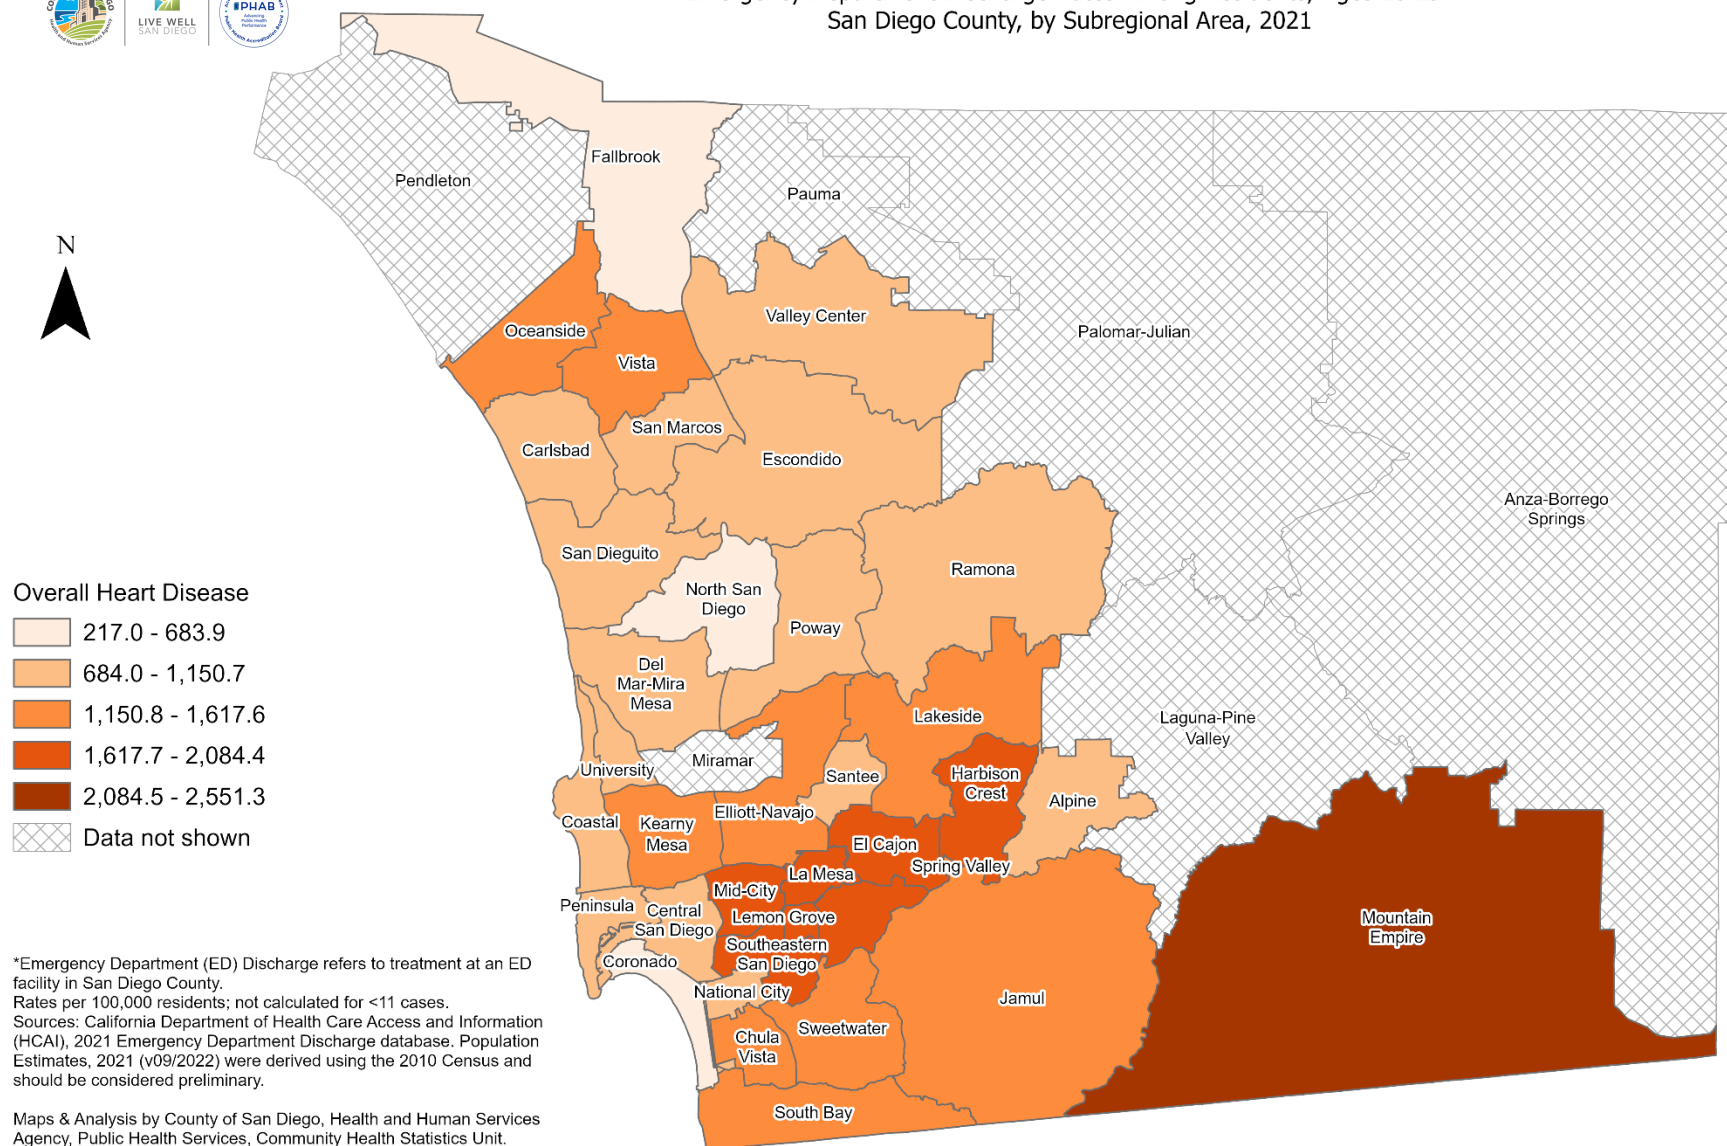 LIVE WELL
SAN DIEGO
PHAB
Advancing
Public Health
Performance
San Diego County, by Subregional Area, 2021
Fallbrook
Pendleton
Pauma
N
Valley Center
Oceanside
Palomar-Julian
Vista
San Marcos
Carlsbad
Escondido
Anza-Borrego
Springs
San Dieguito
Ramona
North San
Diego
Poway
Del
Mar-Mira
Mesa
Lakeside
Laguna-Pine
Valley
Miramar
University
Santee
Harbison
Crest
Alpine
Elliott-Navajo
Coastal
Kearny
Mesa
El Cajon
Spring Valley
La Mesa
Mid-City
Peninsula
Central
San Diego
Lemon Grove
Mountain
Empire
Southeastern
San Diego
Coronado
National City
Jamul
Sweetwater
Chula
Vista
South Bay
Overall Heart Disease
217.0 - 683.9
684.0 - 1,150.7
1,150.8 - 1,617.6
1,617.7 - 2,084.4
2,084.5 - 2,551.3
Data not shown
*Emergency Department (ED) Discharge refers to treatment at an ED
facility in San Diego County.
Rates per 100,000 residents; not calculated for <11 cases.
Sources: California Department of Health Care Access and Information
(HCAI), 2021 Emergency Department Discharge database. Population
Estimates, 2021 (v09/2022) were derived using the 2010 Census and
should be considered preliminary.
Maps & Analysis by County of San Diego, Health and Human Services
Agency, Public Health Services, Community Health Statistics Unit.